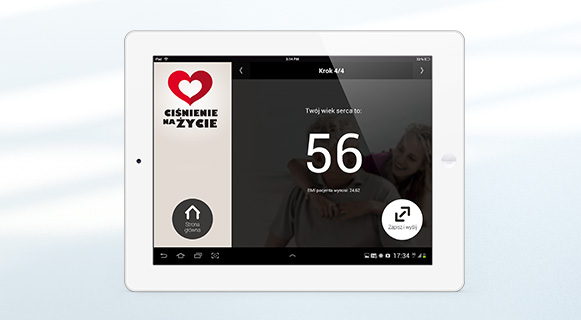 iPad
5:14 PM
Krok 4/4
CIŚNIENIE
NA ŻYCIE
Twój wiek serca to:
56
BMI pacjenta wynosi: 24,62
Strona
główna
Zapisz i wyślij
17:34